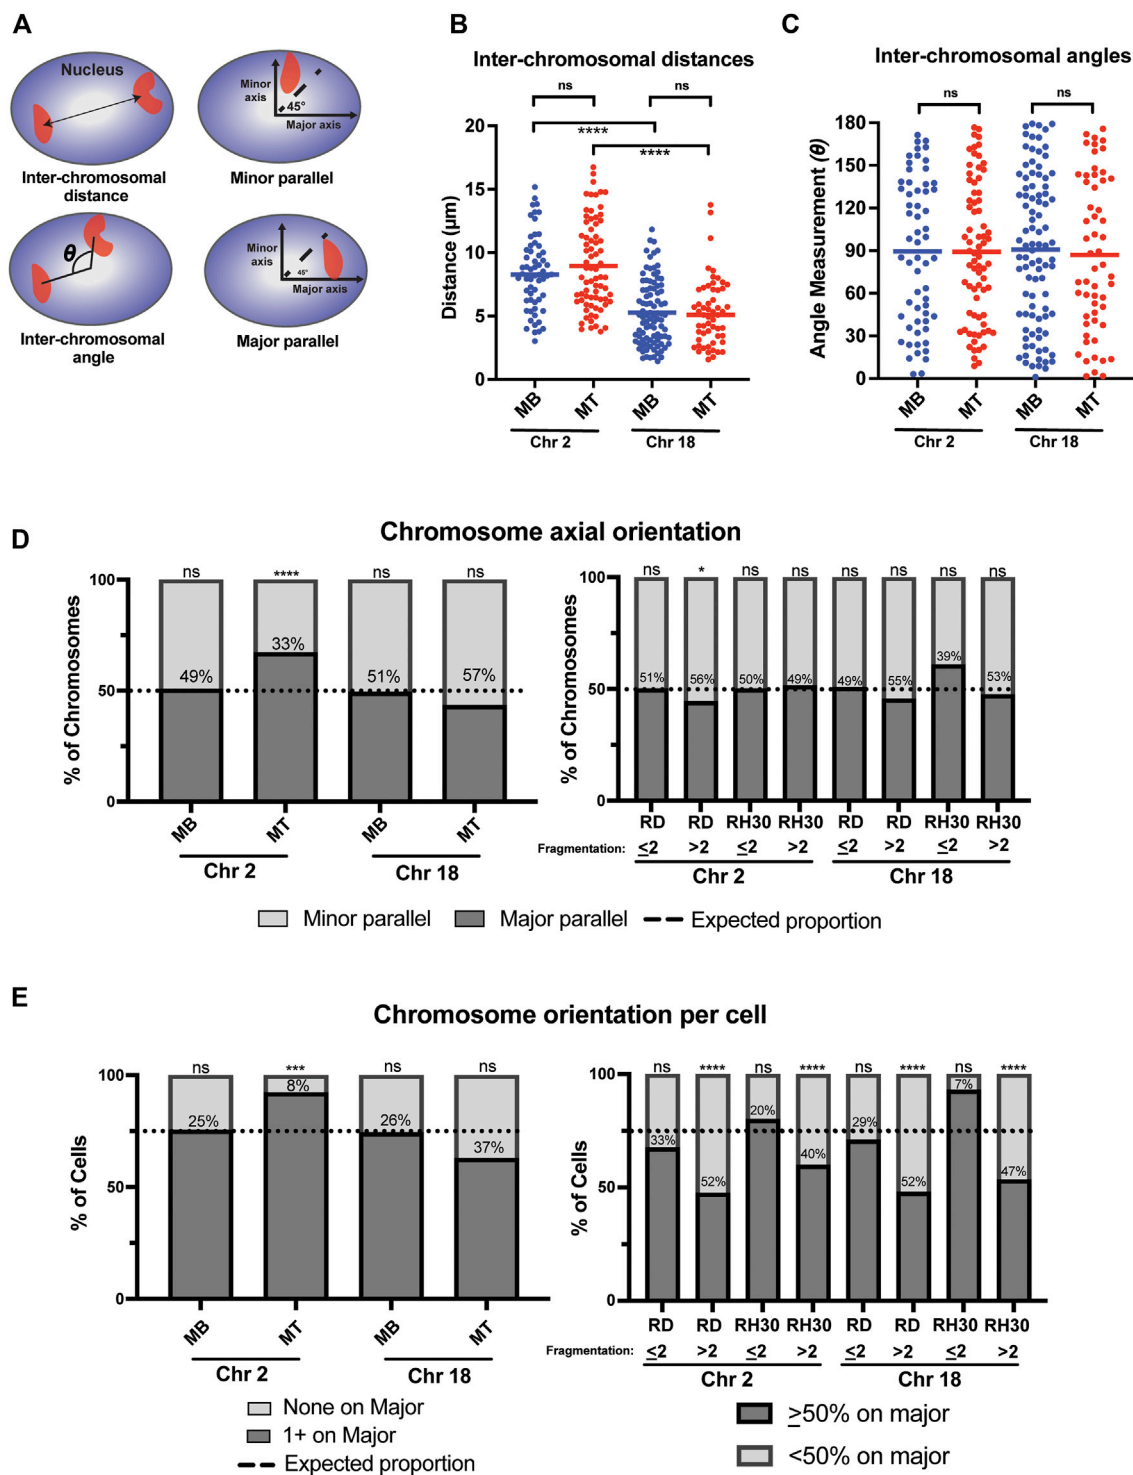 A
Nucleus
Inter-chromosomal
distance
Minor
axis
45°
Major axis
Minor parallel
θ
Inter-chromosomal
angle
Minor
axis
45°
Major axis
Major parallel
B
Inter-chromosomal distances
ns
ns
****
****
Distance (µm)
20
15
10
5
0
MB
MT
MB
MT
Chr 2
Chr 18
C
Inter-chromosomal angles
ns
ns
Angle Measurement (θ)
180
150
120
90
60
30
0
MB
MT
MB
MT
Chr 2
Chr 18
D
Chromosome axial orientation
% of Chromosomes
100
50
0
ns
****
ns
ns
49%
33%
51%
57%
MB
MT
MB
MT
Chr 2
Chr 18
% of Chromosomes
100
50
0
ns
*
ns
ns
ns
ns
ns
ns
51%
56%
50%
49%
49%
55%
39%
53%
RD
RD
RH30
RH30
RD
RD
RH30
RH30
Fragmentation: ≤2 >2 ≤2 >2 ≤2 >2 ≤2 >2
Chr 2
Chr 18
Minor parallel
Major parallel
Expected proportion
E
Chromosome orientation per cell
% of Cells
100
50
0
ns
***
ns
ns
25%
8%
26%
37%
MB
MT
MB
MT
Chr 2
Chr 18
None on Major
1+ on Major
Expected proportion
% of Cells
100
50
0
ns
****
ns
****
ns
****
ns
****
33%
52%
20%
40%
29%
52%
7%
47%
RD
RD
RH30
RH30
RD
RD
RH30
RH30
Fragmentation: ≤2 >2 ≤2 >2 ≤2 >2 ≤2 >2
Chr 2
Chr 18
≥50% on major
<50% on major